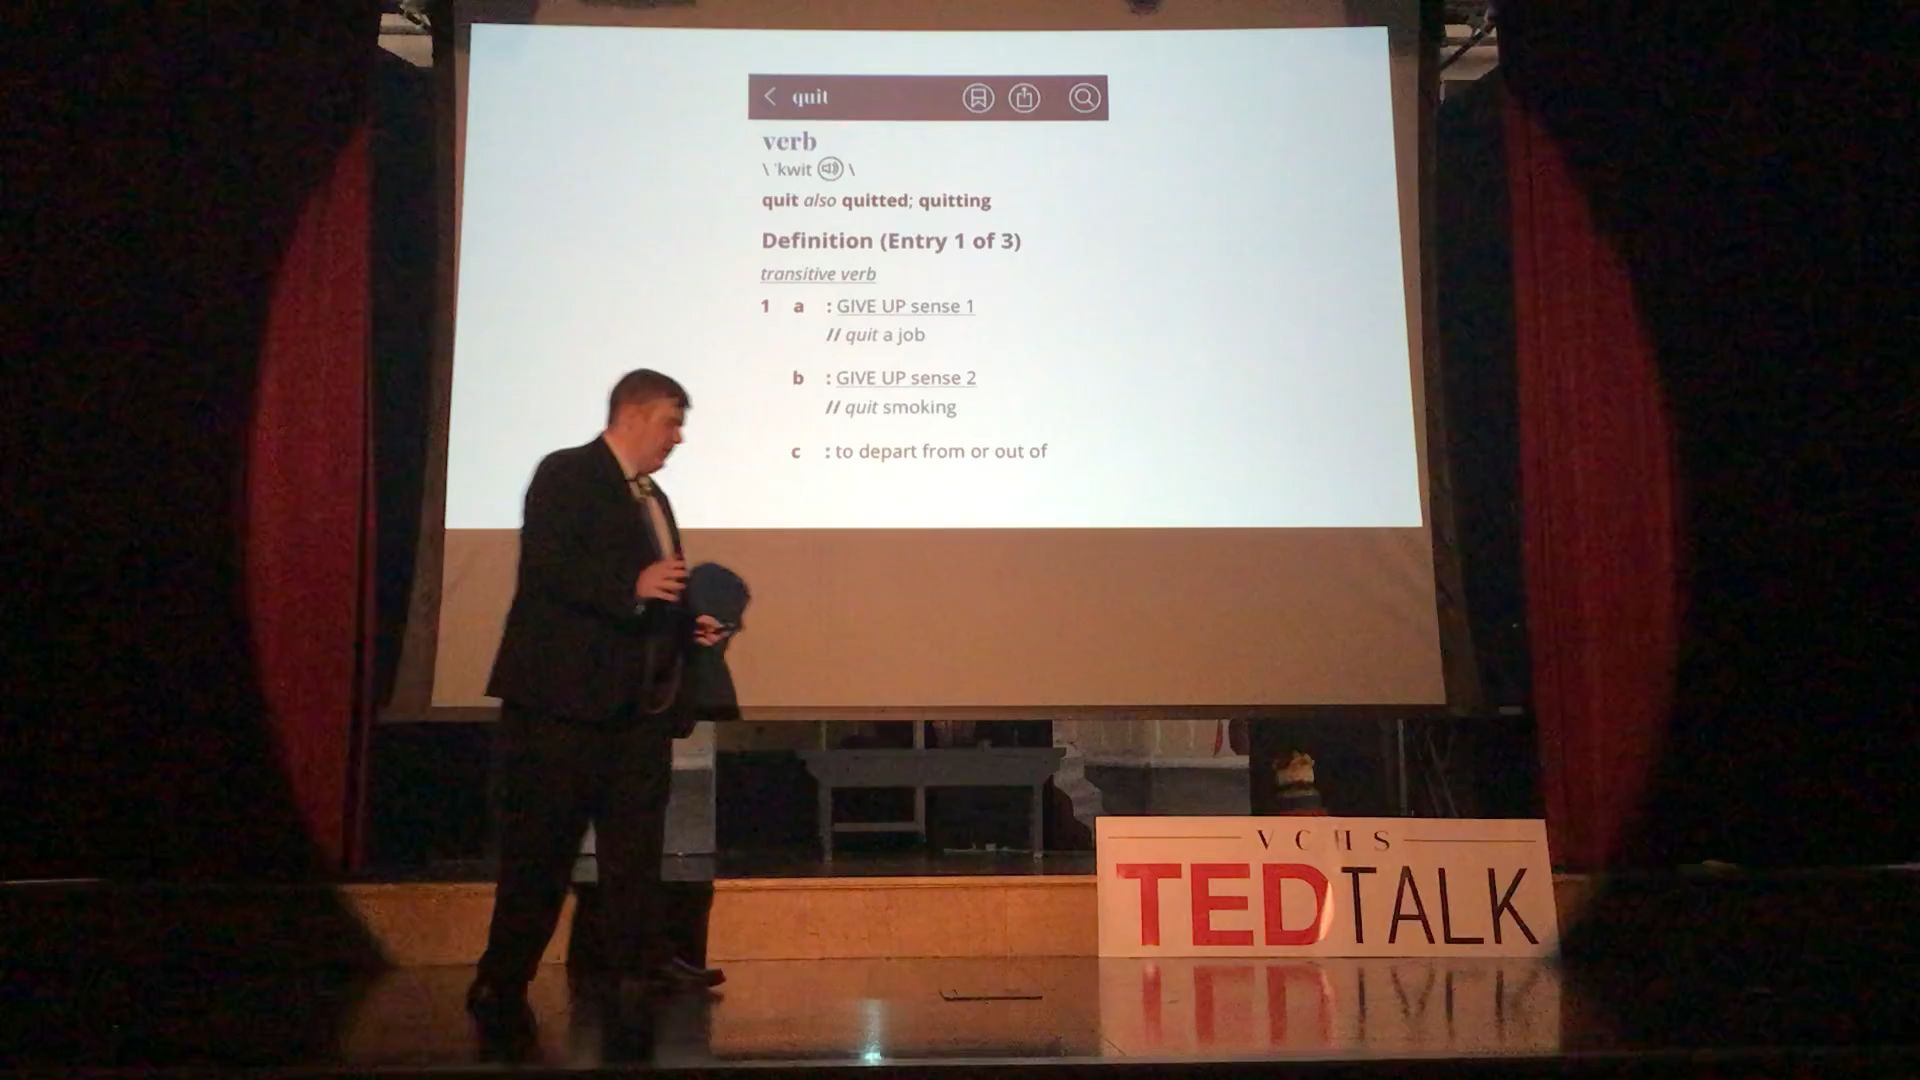 quit
verb
\ ˈkwit \
quit also quitted; quitting
Definition (Entry 1 of 3)
transitive verb
1 a : GIVE UP sense 1
// quit a job
b : GIVE UP sense 2
// quit smoking
c : to depart from or out of
VCHS
TEDTALK